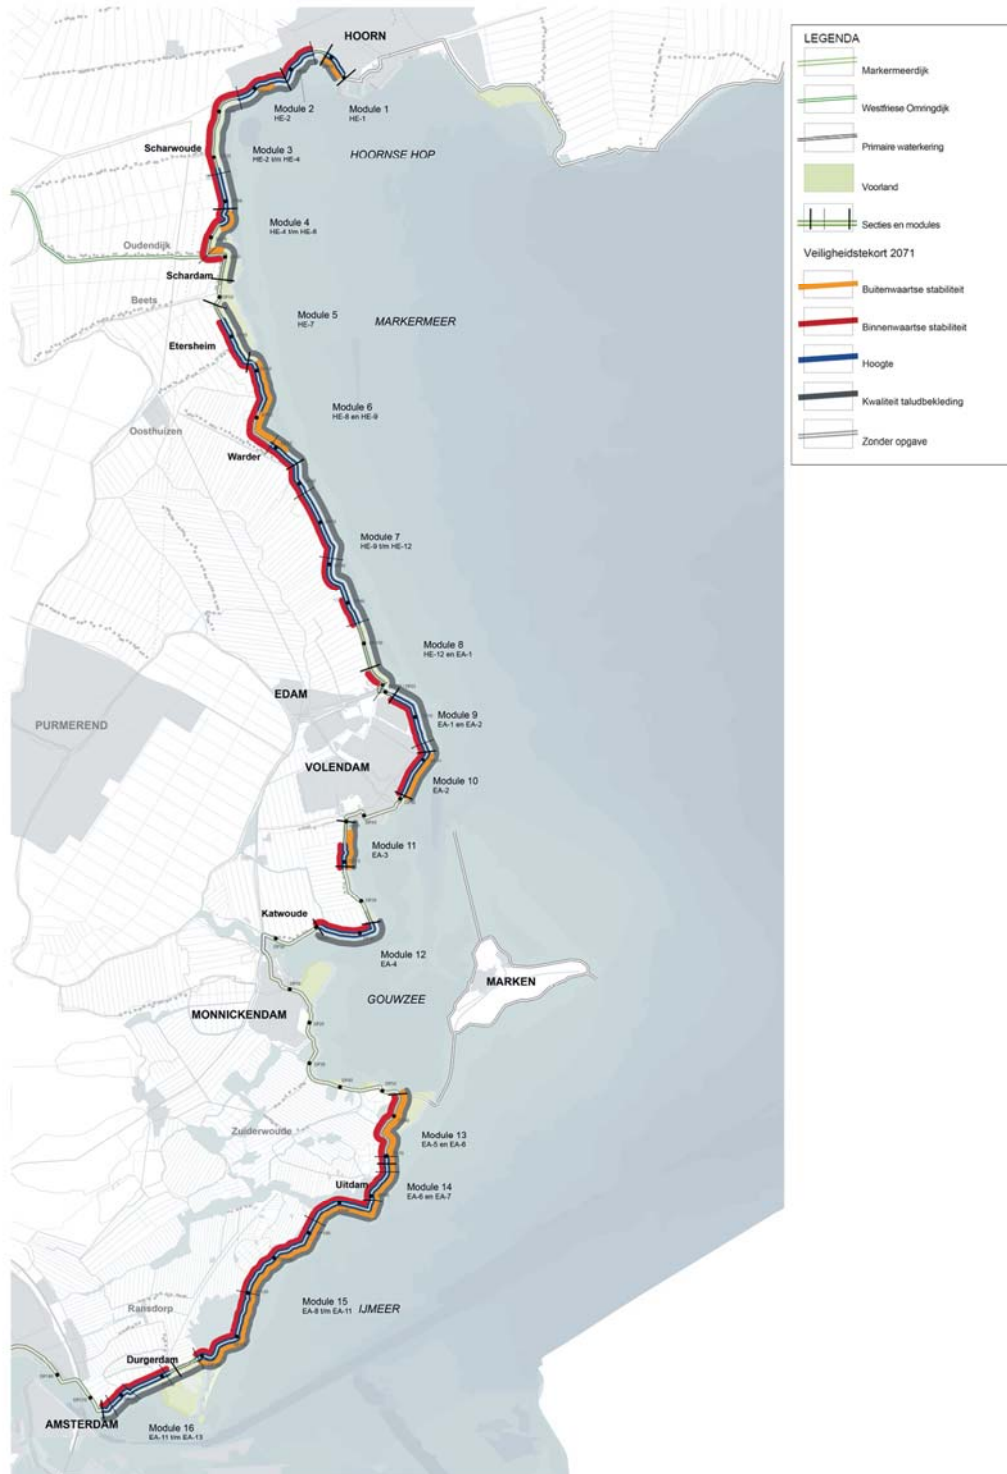 HOORN
Module 2
HE-2
Module 1
HE-1
Scharwoude
Module 3
HE-2 t/m HE-4
HOORNSE HOP
Module 4
HE-4 t/m HE-6
Oudendijk
Schardam
Beets
Module 5
HE-7
MARKERMEER
Etersheim
Module 6
HE-8 en HE-9
Oosthuizen
Warder
Module 7
HE-9 t/m HE-12
Module 8
HE-12 en EA-1
EDAM
Module 9
EA-1 en EA-2
PURMEREND
VOLENDAM
Module 10
EA-2
Module 11
EA-3
Katwoude
Module 12
EA-4
MARKEN
GOUWZEE
MONNICKENDAM
Zuiderwoude
Module 13
EA-5 en EA-6
Uitdam
Module 14
EA-6 en EA-7
Module 15
EA-8 t/m EA-11
IJMEER
Ransdorp
Durgerdam
AMSTERDAM
Module 16
EA-11 t/m EA-13
LEGENDA
Markermeerdijk
Westfriese Omringdijk
Primaire waterkering
Voorland
Secties en modules
Veiligheidstekort 2071
Buitenwaartse stabiliteit
Binnenwaartse stabiliteit
Hoogte
Kwaliteit taludbekleding
Zonder opgave